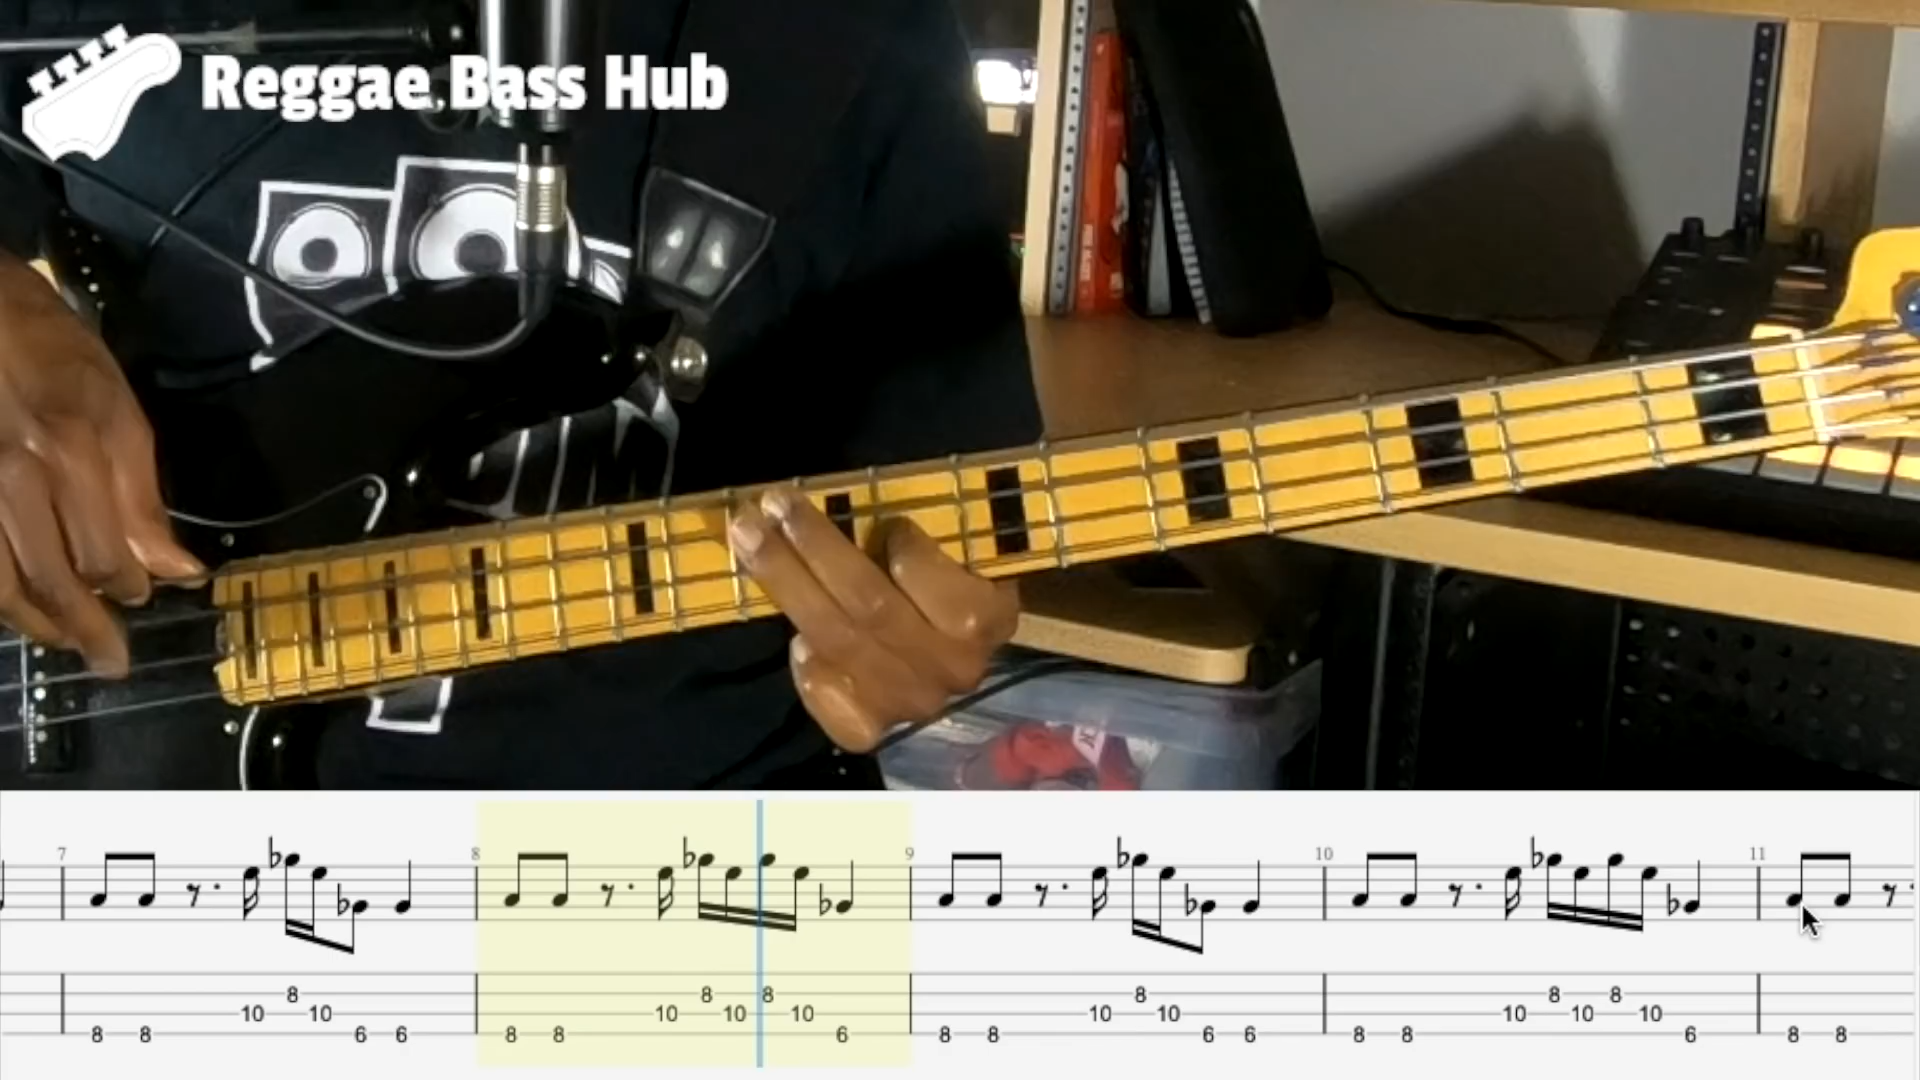 Reggae Bass Hub
7 8 9 10 11
8 8 8 8
8 8 10 10 6 6 8 8 10 10 10 6 8 8 10 10 6 6 8 8 10 10 10 6 8 8